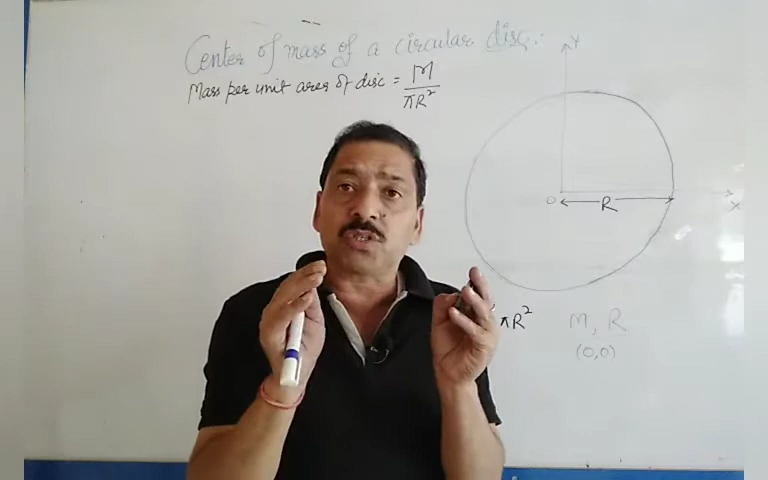 Center of mass of a circular disc.
Mass per unit area of disc = M
πR²
Y
O R X
πR² M, R
(0,0)